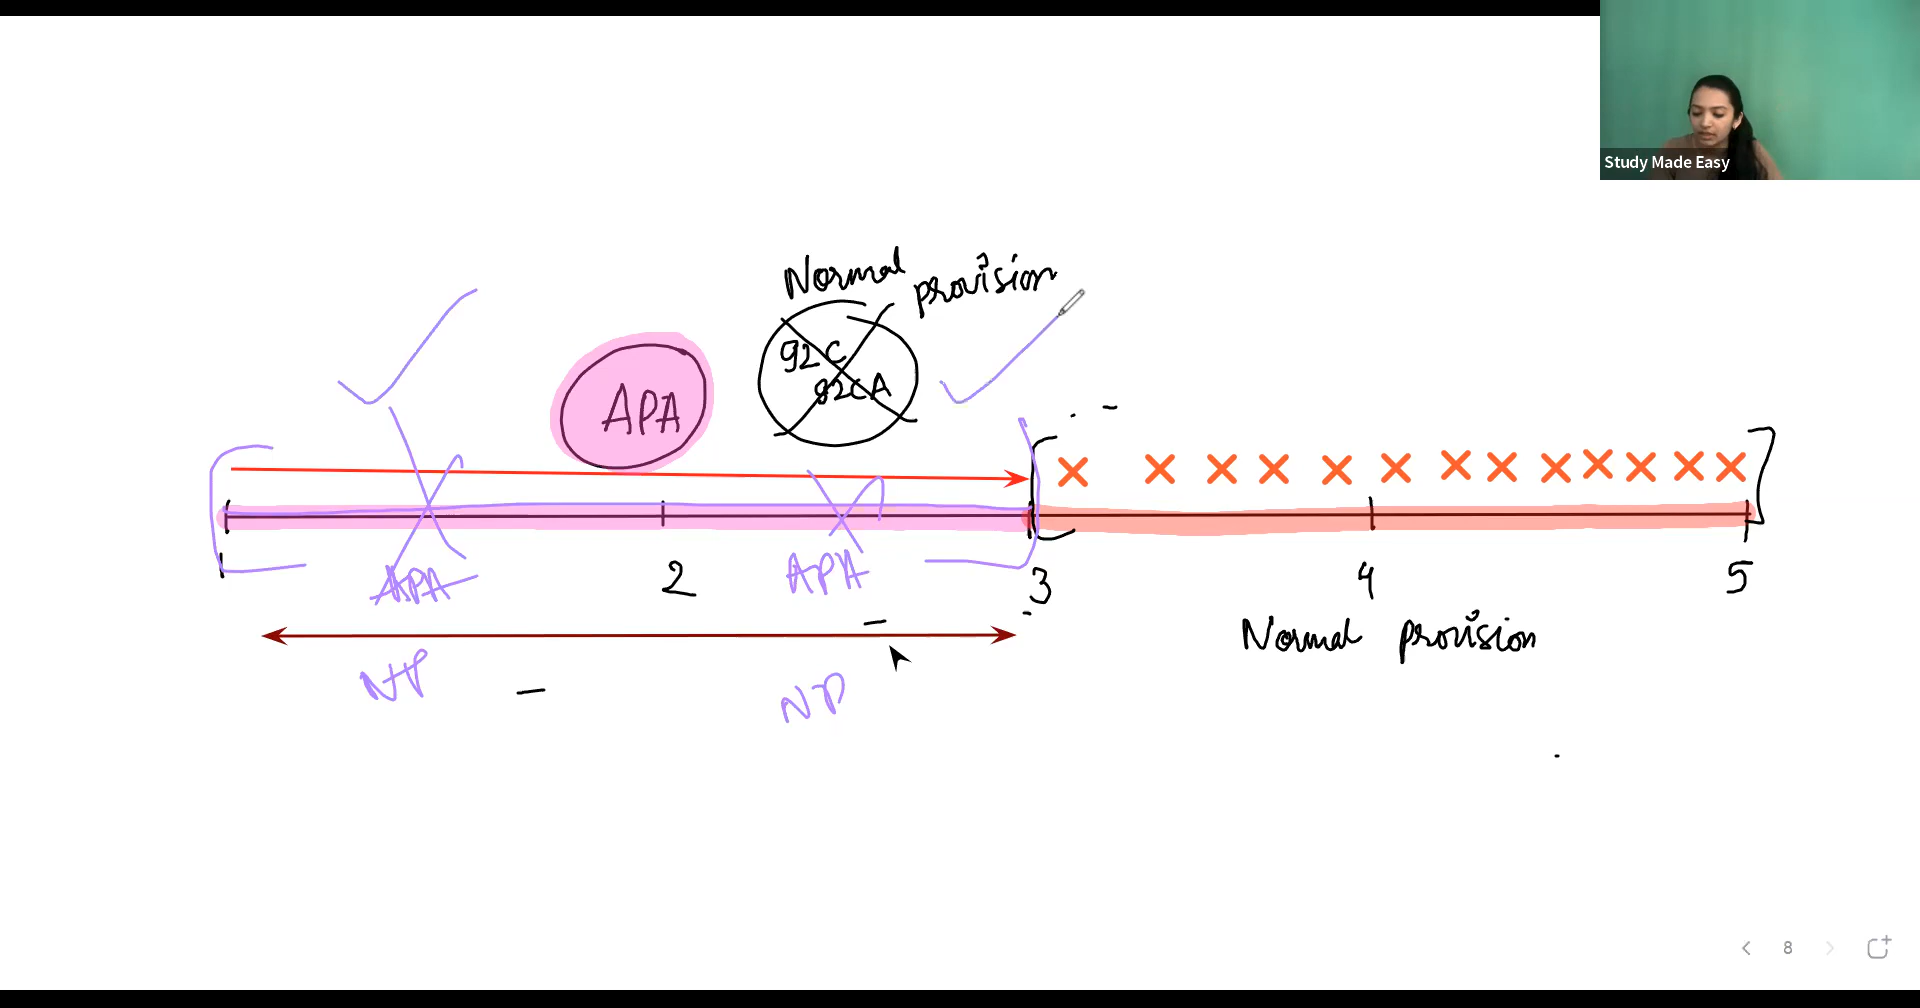 Study Made Easy
Normal provision
92C
92CA
APA
APA
APA
1 2 3 4 5
Normal provision
NP
NP
8